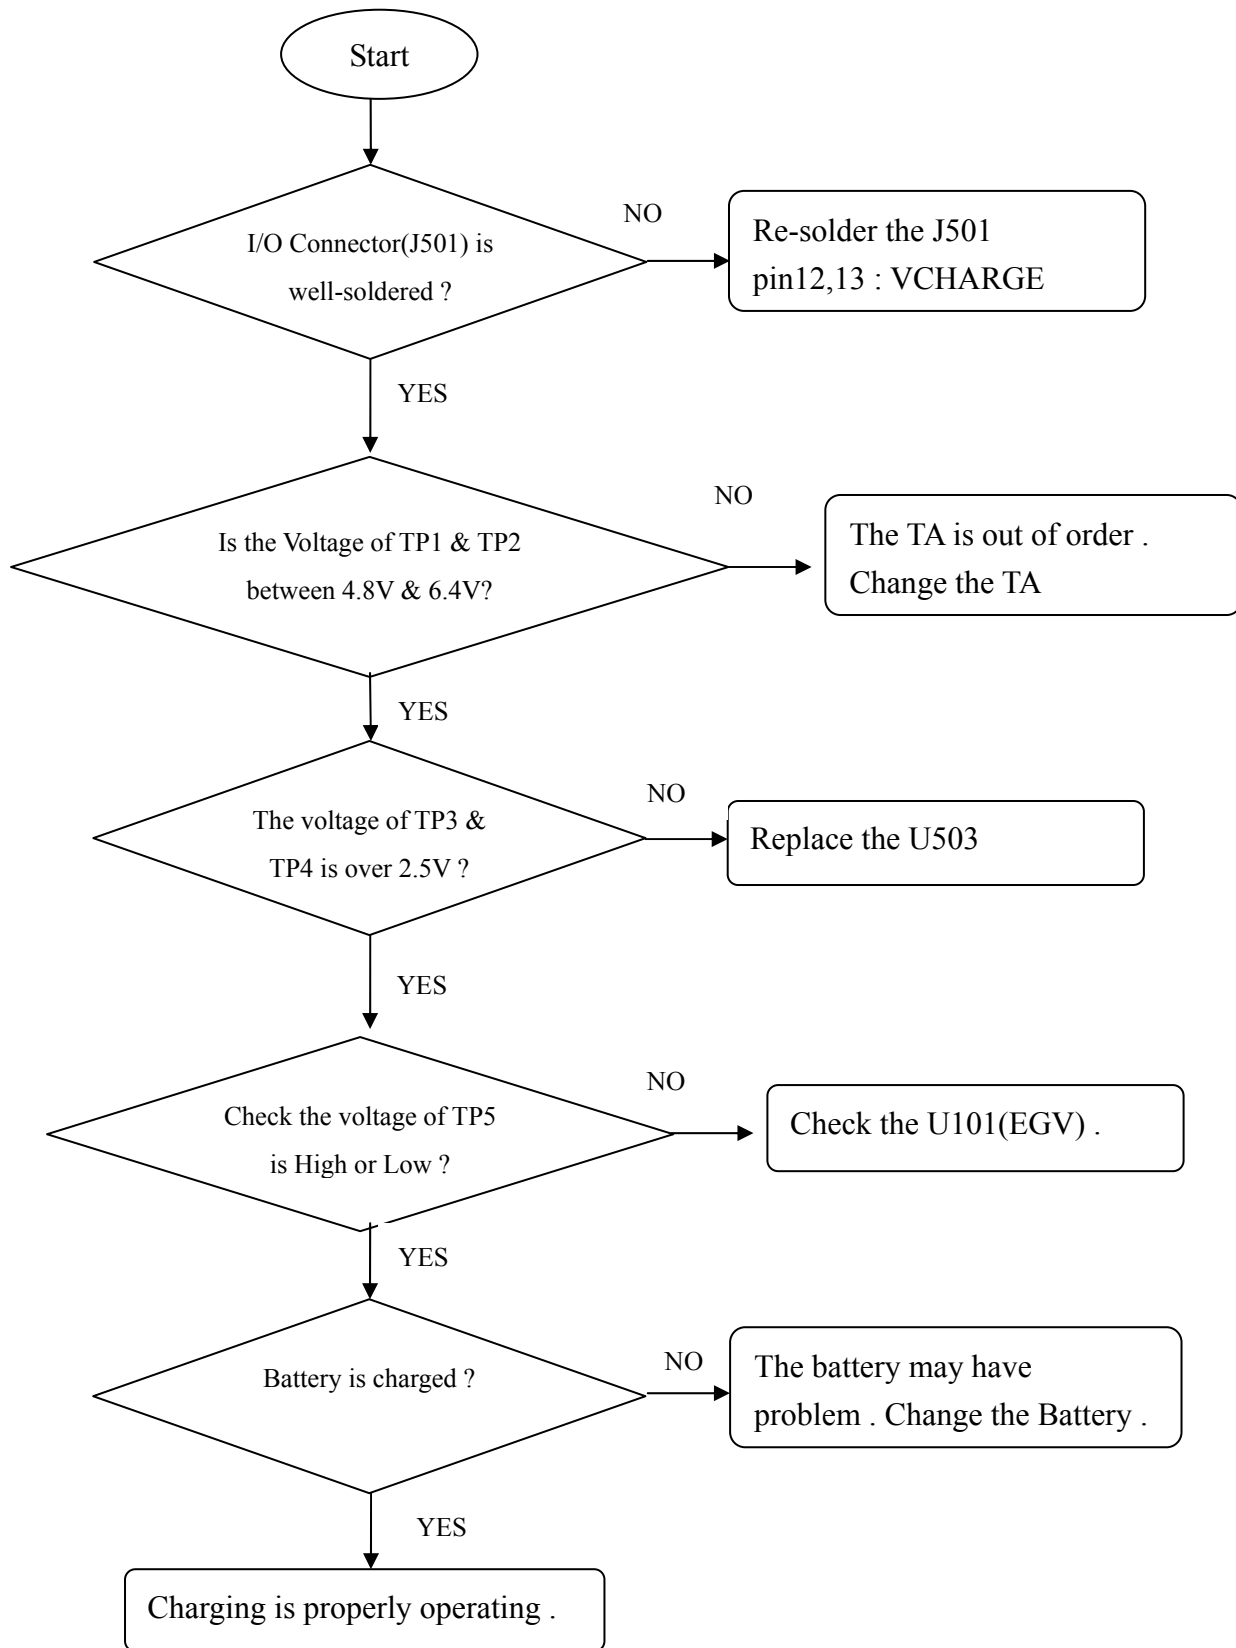 Start
I/O Connector(J501) is
well-soldered ?
NO
Re-solder the J501
pin12,13 : VCHARGE
YES
Is the Voltage of TP1 & TP2
between 4.8V & 6.4V?
NO
The TA is out of order .
Change the TA
YES
The voltage of TP3 &
TP4 is over 2.5V ?
NO
Replace the U503
YES
Check the voltage of TP5
is High or Low ?
NO
Check the U101(EGV) .
YES
Battery is charged ?
NO
The battery may have
problem . Change the Battery .
YES
Charging is properly operating .